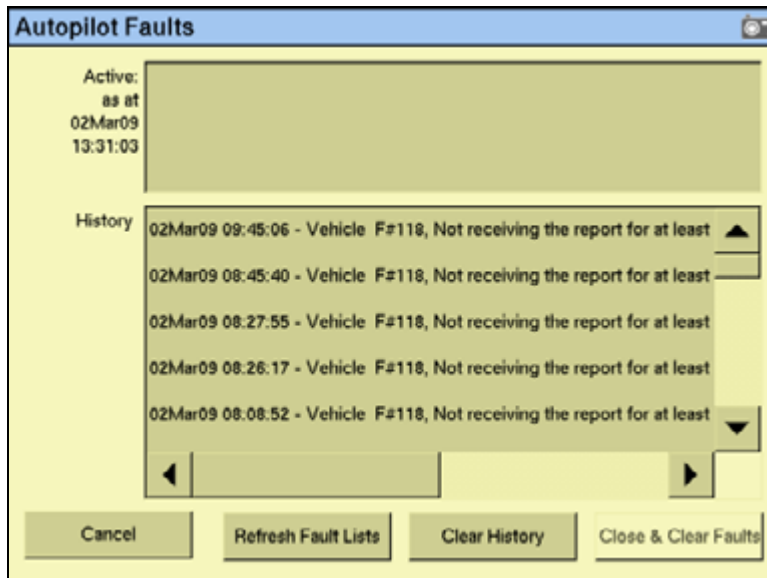 Autopilot Faults
Active:
as at
02Mar09
13:31:03
History
02Mar09 09:45:06 - Vehicle F#118, Not receiving the report for at least
02Mar09 08:45:40 - Vehicle F#118, Not receiving the report for at least
02Mar09 08:27:55 - Vehicle F#118, Not receiving the report for at least
02Mar09 08:26:17 - Vehicle F#118, Not receiving the report for at least
02Mar09 08:08:52 - Vehicle F#118, Not receiving the report for at least
Cancel
Refresh Fault Lists
Clear History
Close & Clear Faults